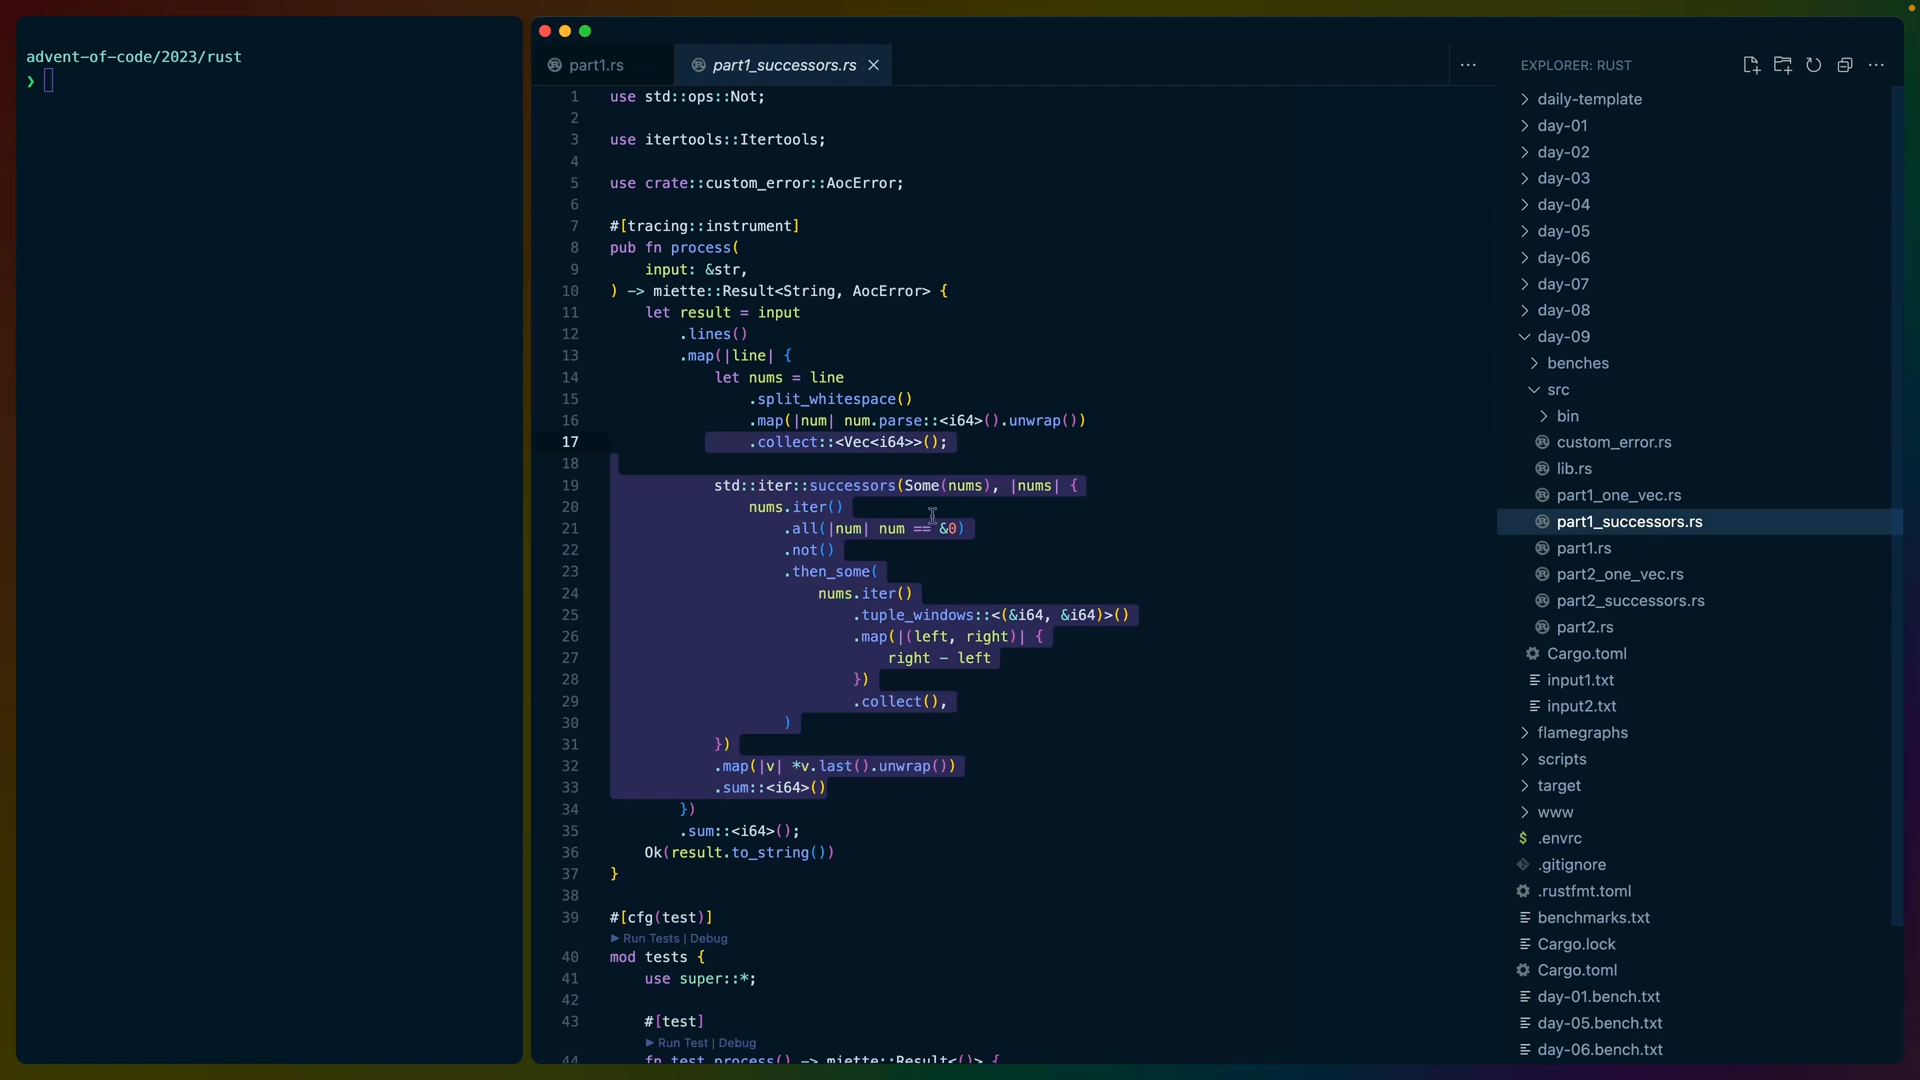 advent-of-code/2023/rust
❯
part1.rs
part1_successors.rs
EXPLORER: RUST
1 use std::ops::Not;
2
3 use itertools::Itertools;
4
5 use crate::custom_error::AocError;
6
7 #[tracing::instrument]
8 pub fn process(
9 input: &str,
10 ) -> miette::Result<String, AocError> {
11 let result = input
12 .lines()
13 .map(|line| {
14 let nums = line
15 .split_whitespace()
16 .map(|num| num.parse::<i64>().unwrap())
17 .collect::<Vec<i64>>();
18
19 std::iter::successors(Some(nums), |nums| {
20 nums.iter()
21 .all(|num| num == &0)
22 .not()
23 .then_some(
24 nums.iter()
25 .tuple_windows::<(&i64, &i64)>()
26 .map(|(left, right)| {
27 right - left
28 })
29 .collect(),
30 )
31 })
32 .map(|v| *v.last().unwrap())
33 .sum::<i64>()
34 })
35 .sum::<i64>();
36 Ok(result.to_string())
37 }
38
39 #[cfg(test)]
Run Tests | Debug
40 mod tests {
41 use super::*;
42
43 #[test]
Run Test | Debug
44 fn test_process() -> miette::Result<()> {
daily-template
day-01
day-02
day-03
day-04
day-05
day-06
day-07
day-08
day-09
benches
src
bin
custom_error.rs
lib.rs
part1_one_vec.rs
part1_successors.rs
part1.rs
part2_one_vec.rs
part2_successors.rs
part2.rs
Cargo.toml
input1.txt
input2.txt
flamegraphs
scripts
target
www
.envrc
.gitignore
.rustfmt.toml
benchmarks.txt
Cargo.lock
Cargo.toml
day-01.bench.txt
day-05.bench.txt
day-06.bench.txt